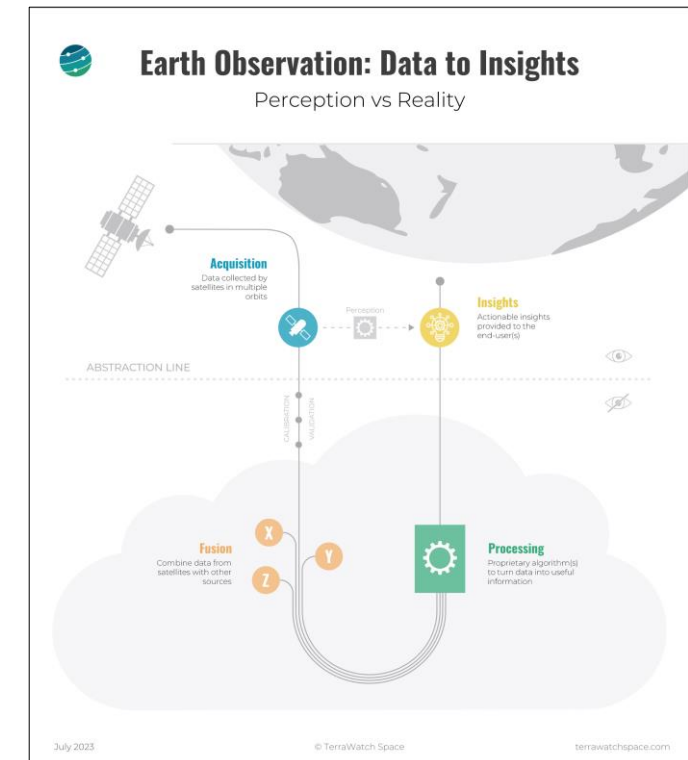 Earth Observation: Data to Insights
Perception vs Reality
Acquisition
Data collected by
satellites in multiple
orbits
Perception
Insights
Actionable insights
provided to the
end-user(s)
ABSTRACTION LINE
CALIBRATION
VALIDATION
X
Fusion
Combine data from
satellites with other
sources
Y
Z
Processing
Proprietary algorithm(s)
to turn data into useful
information
July 2023
© TerraWatch Space
terrawatchspace.com